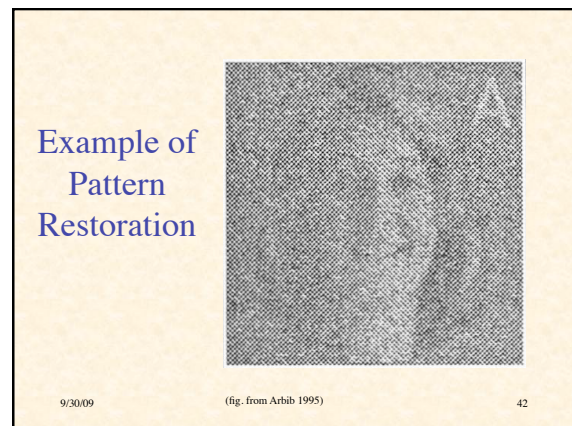 Example of
Pattern
Restoration
A
9/30/09
(fig. from Arbib 1995)
42